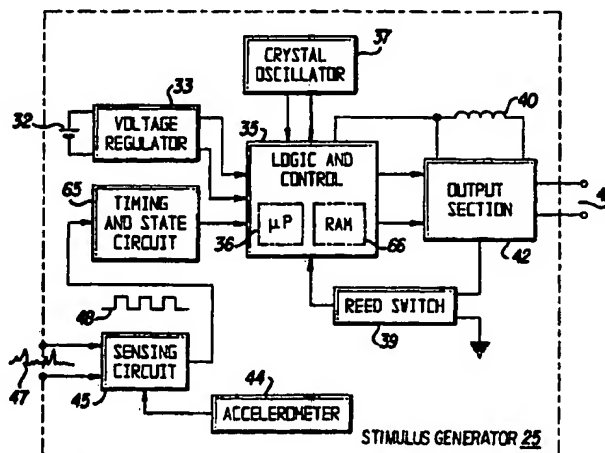 37
CRYSTAL
OSCILLATOR
33
32
VOLTAGE
REGULATOR
35
40
LOGIC AND
CONTROL
65
TIMING
AND STATE
CIRCUIT
μP
RAM
36
66
OUTPUT
SECTION
42
48
REED SWITCH
39
47
SENSING
CIRCUIT
45
44
ACCELEROMETER
STIMULUS GENERATOR 25